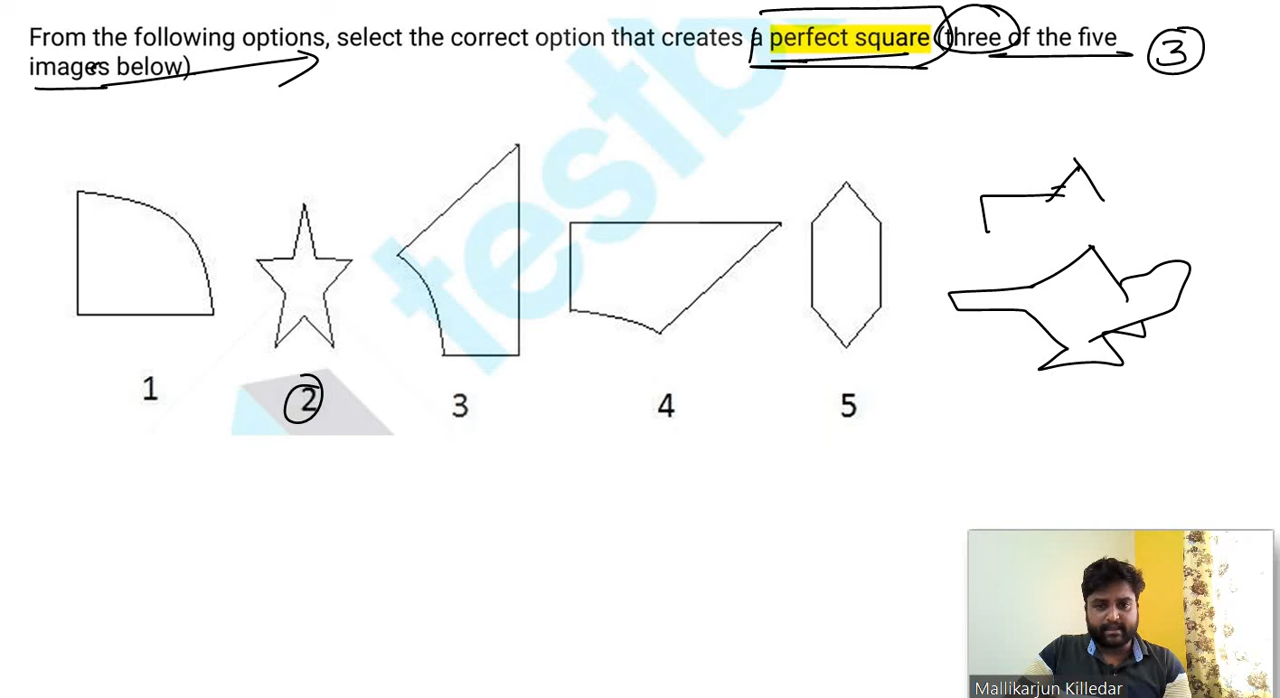 From the following options, select the correct option that creates a perfect square (three of the five
images below)
3
testb
1
2
3
4
5
Mallikarjun Killedar